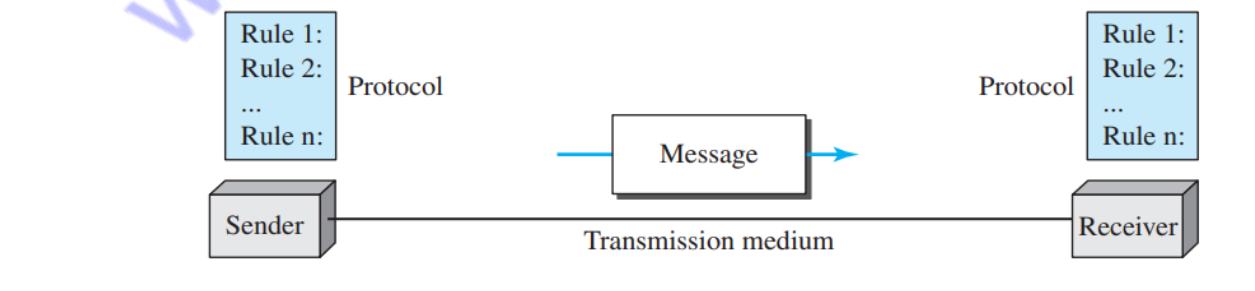 W
Rule 1:
Rule 2:
...
Rule n:
Protocol
Message
Protocol
Rule 1:
Rule 2:
...
Rule n:
Sender
Transmission medium
Receiver